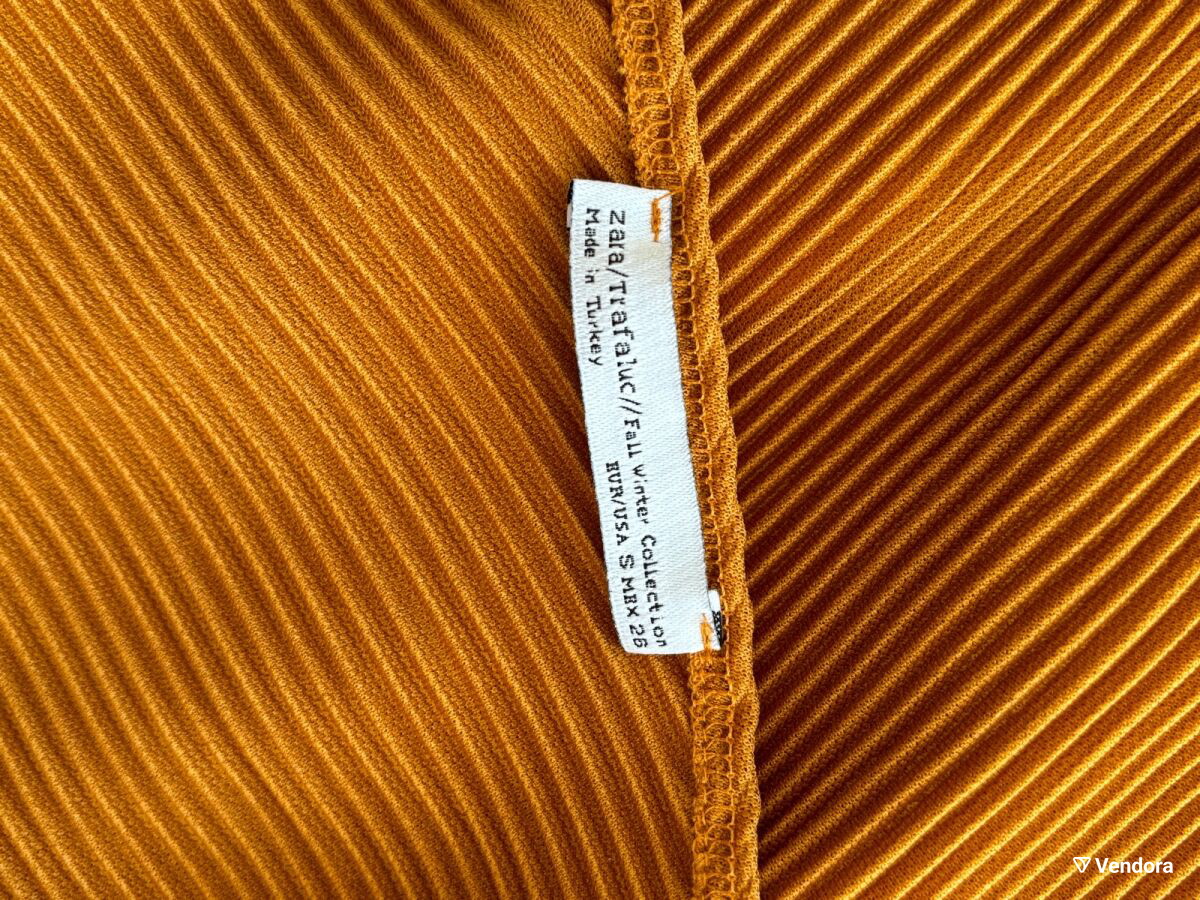 Zara/Trafaluc//Fall Winter Collection
Made in Turkey
EUR/USA S MEX 26
Vendora